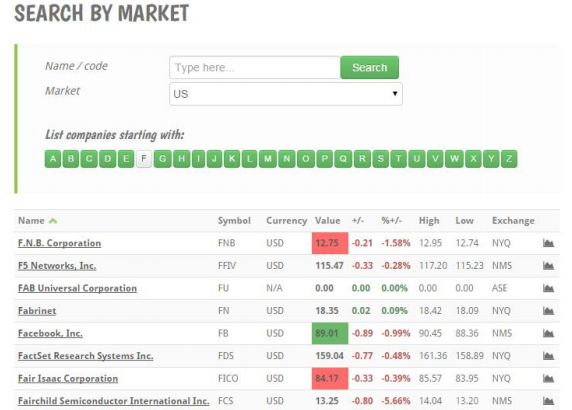 SEARCH BY MARKET
Name / code Type here... Search
Market US
List companies starting with:
A B C D E F G H I J K L M N O P Q R S T U V W X Y Z
Name Symbol Currency Value +/- %+/- High Low Exchange
F.N.B. Corporation FNB USD 12.75 -0.21 -1.58% 12.95 12.74 NYQ
F5 Networks, Inc. FFIV USD 115.47 -0.33 -0.28% 117.20 115.23 NMS
FAB Universal Corporation FU N/A 0.00 0.00 0.00% 0.00 0.00 ASE
Fabrinet FN USD 18.35 0.02 0.09% 18.42 18.09 NYQ
Facebook, Inc. FB USD 89.01 -0.89 -0.99% 90.45 88.36 NMS
FactSet Research Systems Inc. FDS USD 159.04 -0.77 -0.48% 161.36 158.89 NYQ
Fair Isaac Corporation FICO USD 84.17 -0.33 -0.39% 85.57 83.95 NYQ
Fairchild Semiconductor International Inc. FCS USD 13.25 -0.80 -5.66% 14.04 13.20 NMS